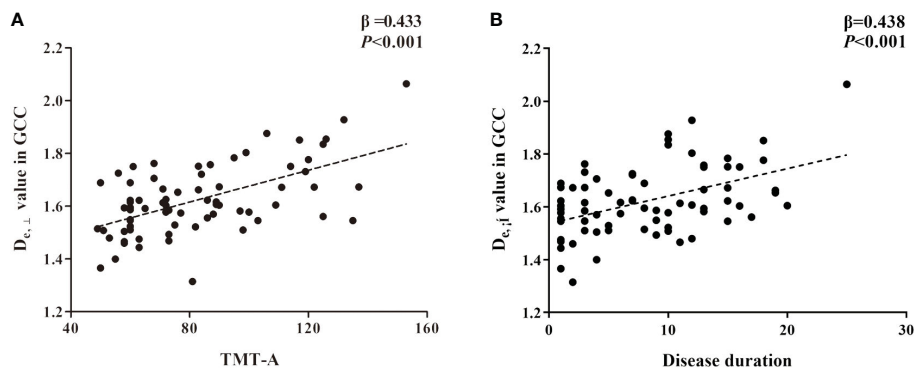 A
β =0.433
P<0.001
2.2
2.0
1.8
1.6
1.4
1.2
De,⊥ value in GCC
40
80
120
160
TMT-A
B
β=0.438
P<0.001
2.2
2.0
1.8
1.6
1.4
1.2
De,¡í value in GCC
0
10
20
30
Disease duration